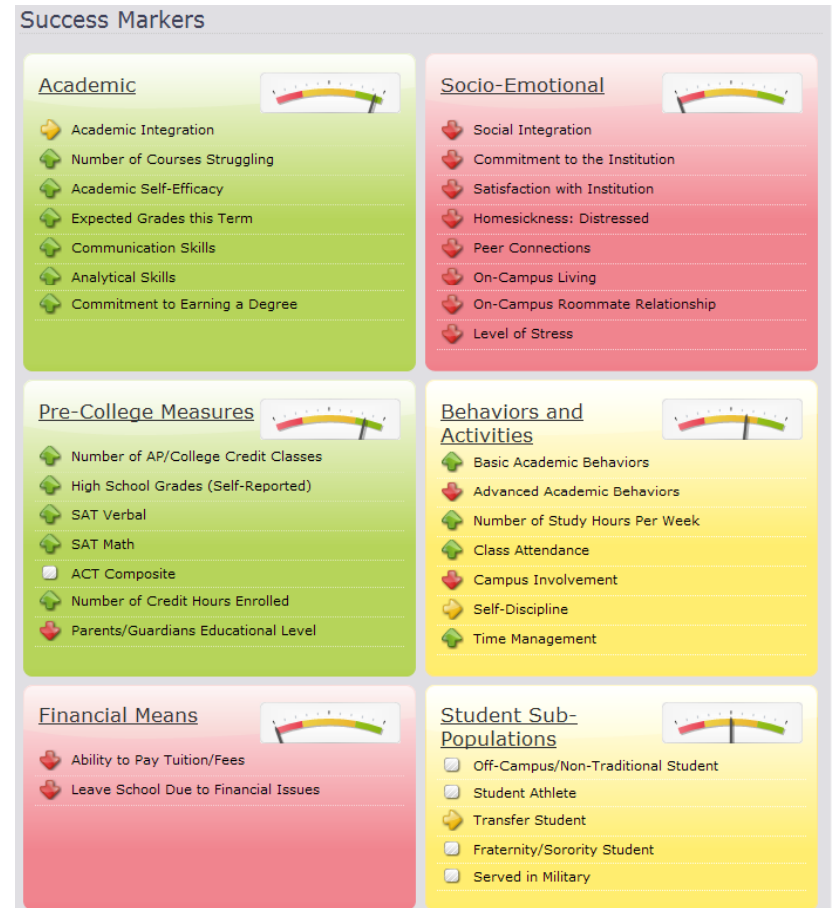 Success Markers
Academic
Academic Integration
Number of Courses Struggling
Academic Self-Efficacy
Expected Grades this Term
Communication Skills
Analytical Skills
Commitment to Earning a Degree
Socio-Emotional
Social Integration
Commitment to the Institution
Satisfaction with Institution
Homesickness: Distressed
Peer Connections
On-Campus Living
On-Campus Roommate Relationship
Level of Stress
Pre-College Measures
Number of AP/College Credit Classes
High School Grades (Self-Reported)
SAT Verbal
SAT Math
ACT Composite
Number of Credit Hours Enrolled
Parents/Guardians Educational Level
Behaviors and
Activities
Basic Academic Behaviors
Advanced Academic Behaviors
Number of Study Hours Per Week
Class Attendance
Campus Involvement
Self-Discipline
Time Management
Financial Means
Ability to Pay Tuition/Fees
Leave School Due to Financial Issues
Student Sub-
Populations
Off-Campus/Non-Traditional Student
Student Athlete
Transfer Student
Fraternity/Sorority Student
Served in Military